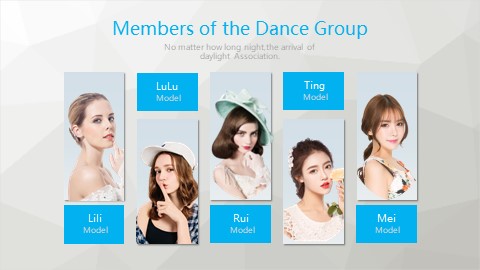 Members of the Dance Group
No matter how long night,the arrival of
daylight Association.
LuLu
Model
Ting
Model
Lili
Model
Rui
Model
Mei
Model